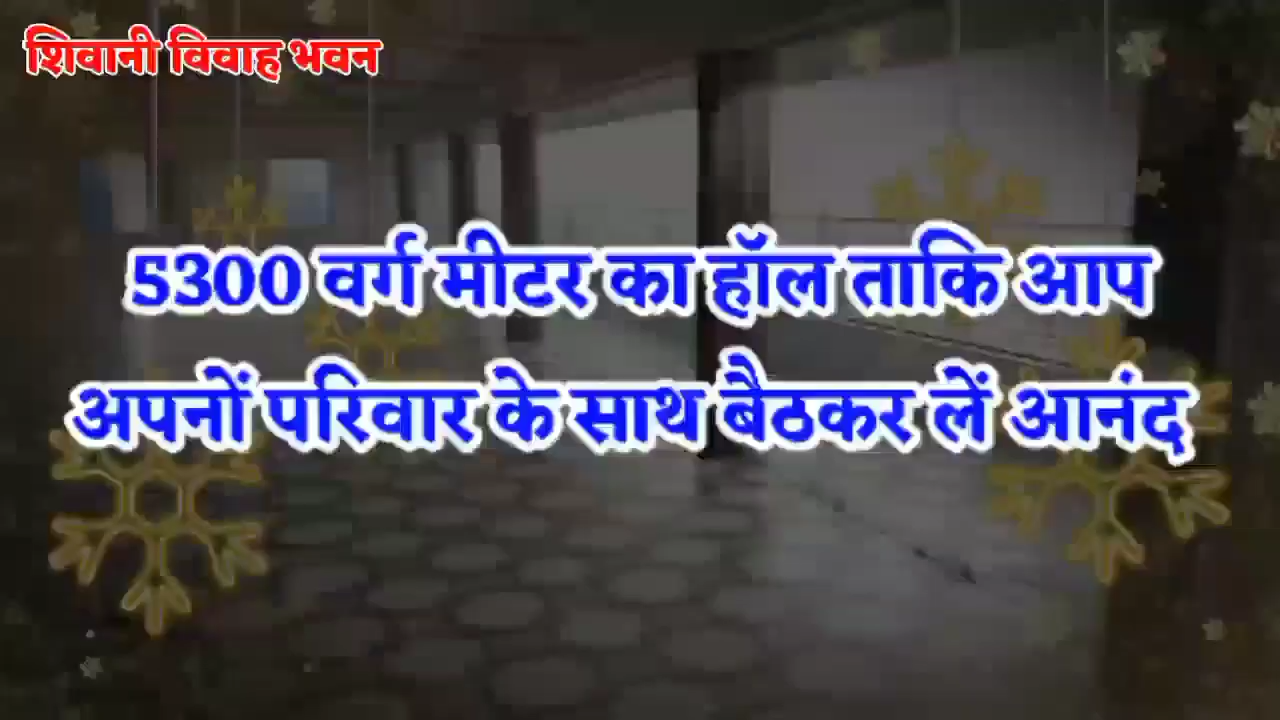 शिवानी विवाह भवन
5300 वर्ग मीटर का हॉल ताकि आप
अपनों परिवार के साथ बैठकर लें आनंद